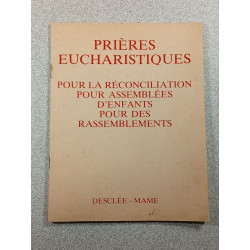 PRIÈRES
EUCHARISTIQUES
POUR LA RÉCONCILIATION
POUR ASSEMBLÉES
D'ENFANTS
POUR DES
RASSEMBLEMENTS
DESCLÉE - MAME